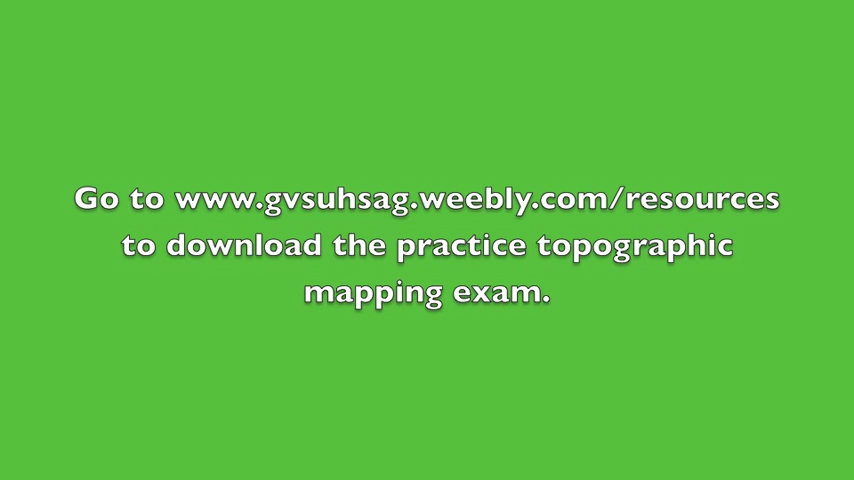 Go to www.gvsuhsag.weebly.com/resources
to download the practice topographic
mapping exam.